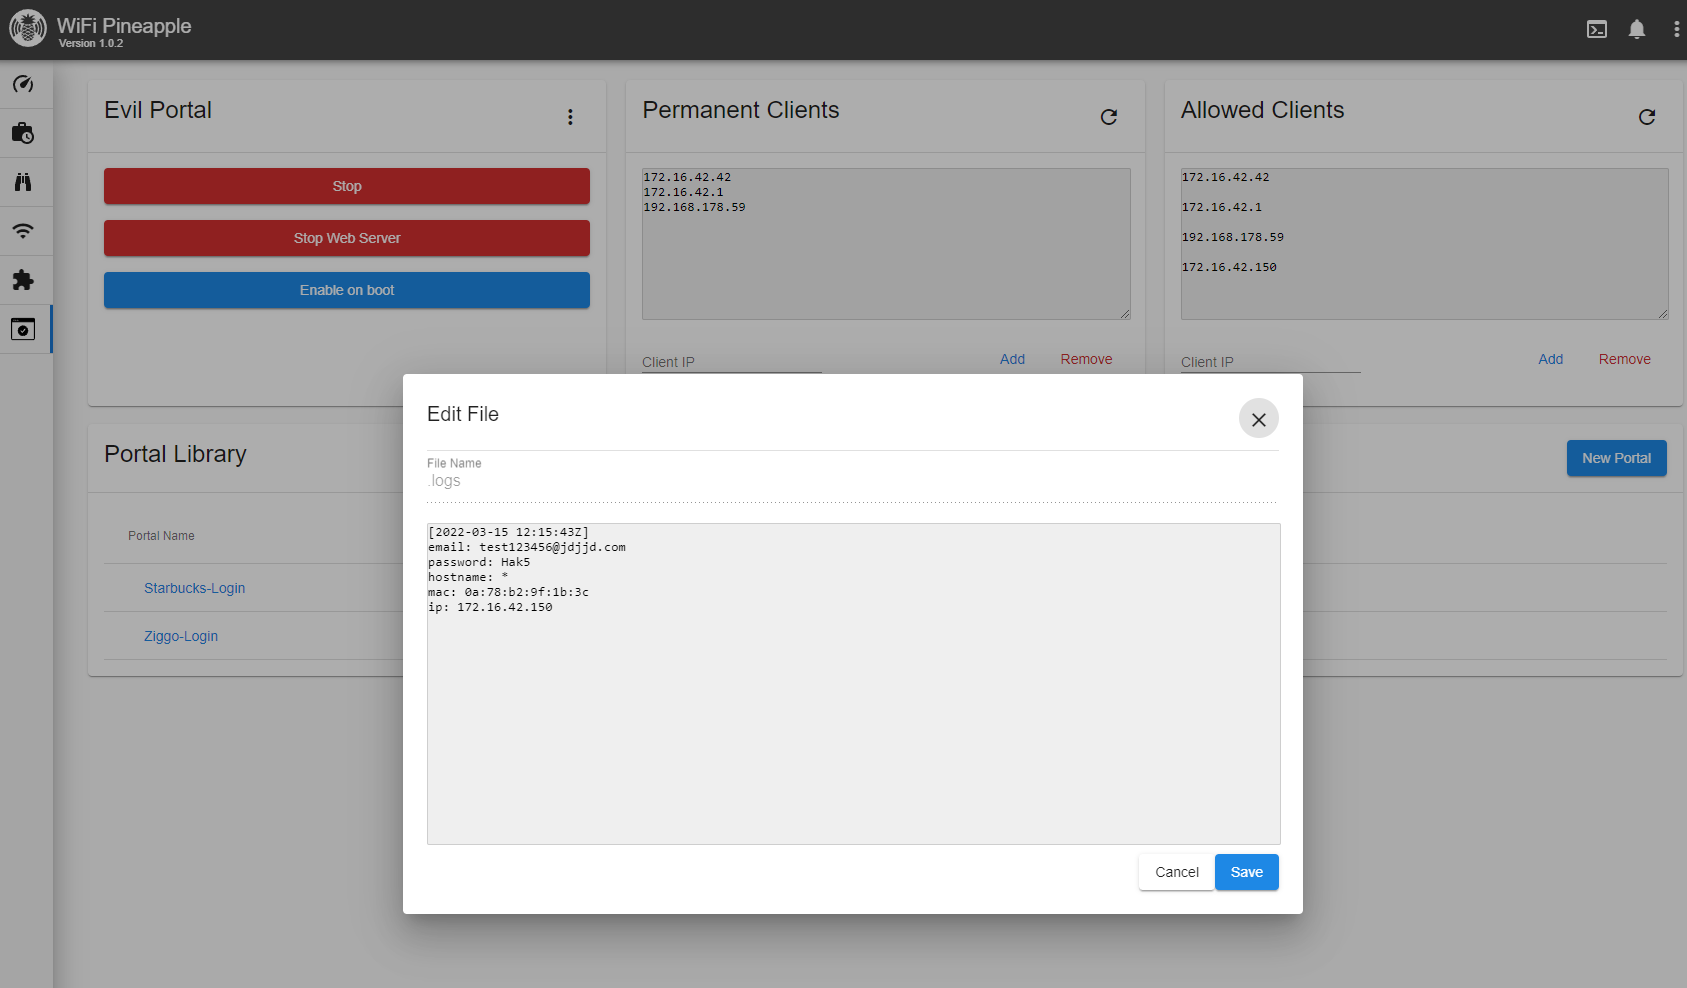 WiFi Pineapple
Version 1.0.2
Evil Portal
Stop
Stop Web Server
Enable on boot
Permanent Clients
172.16.42.42
172.16.42.1
192.168.178.59
Client IP
Add
Remove
Allowed Clients
172.16.42.42
172.16.42.1
192.168.178.59
172.16.42.150
Client IP
Add
Remove
Portal Library
New Portal
Portal Name
Starbucks-Login
Ziggo-Login
Edit File
File Name
.logs
[2022-03-15 12:15:43Z]
email: test123456@jdjjd.com
password: Hak5
hostname: *
mac: 0a:78:b2:9f:1b:3c
ip: 172.16.42.150
Cancel
Save